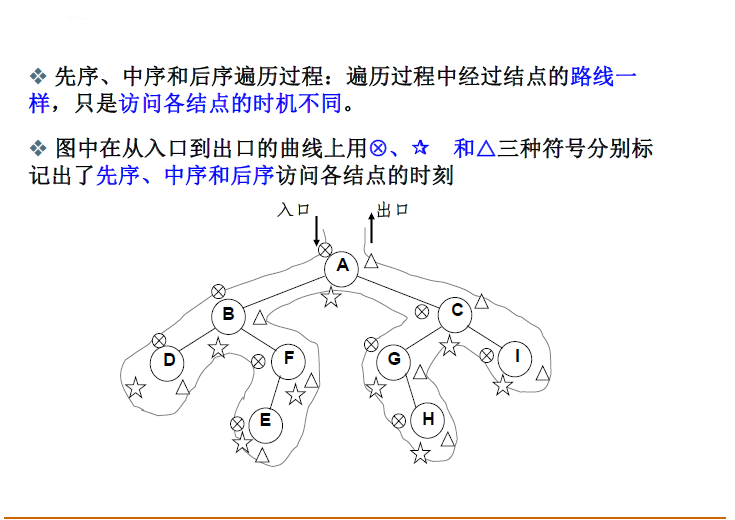 ❖ 先序、中序和后序遍历过程：遍历过程中经过结点的路线一
样，只是访问各结点的时机不同。
❖ 图中在从入口到出口的曲线上用⊗、☆ 和△三种符号分别标
记出了先序、中序和后序访问各结点的时刻
入口 出口
A
B C
D F G I
E H